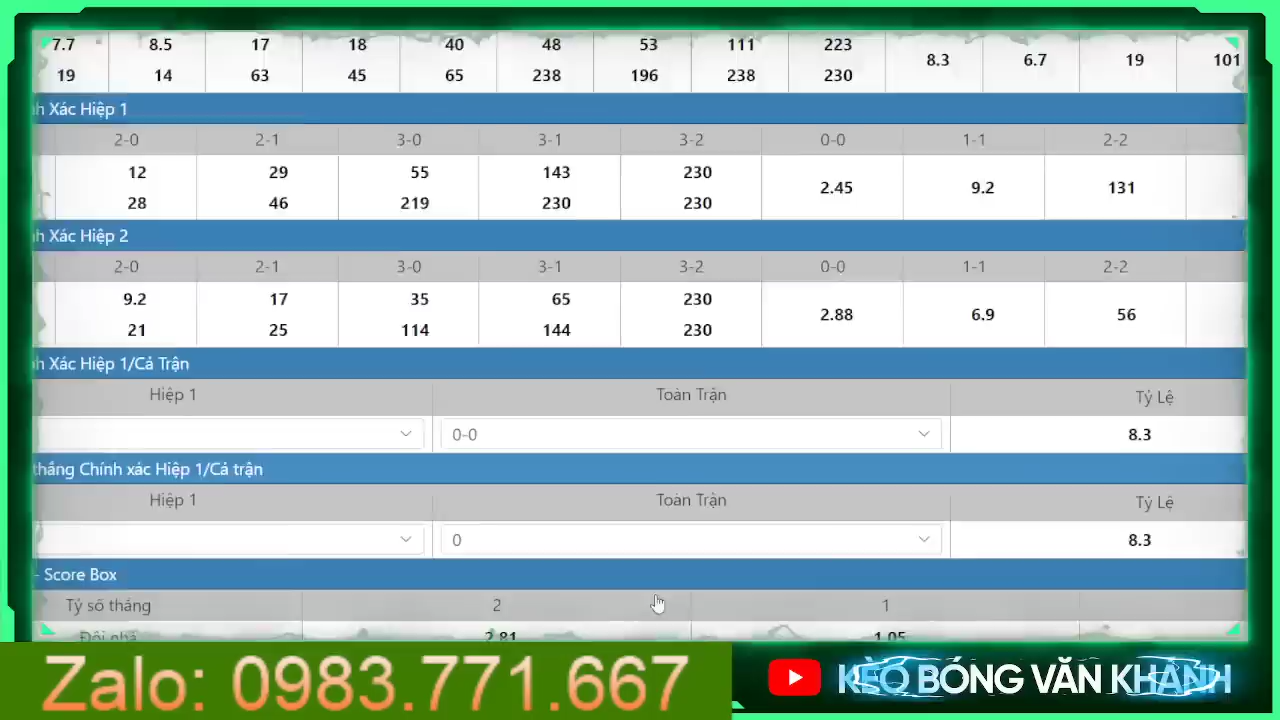 7.7 8.5 17 18 40 48 53 111 223
8.3 6.7 19 101
19 14 63 45 65 238 196 238 230
Xác Hiệp 1
2-0 2-1 3-0 3-1 3-2 0-0 1-1 2-2
12 29 55 143 230
2.45 9.2 131
28 46 219 230 230
Xác Hiệp 2
2-0 2-1 3-0 3-1 3-2 0-0 1-1 2-2
9.2 17 35 65 230
2.88 6.9 56
21 25 114 144 230
Xác Hiệp 1/Cả Trận
Hiệp 1 Toàn Trận Tỷ Lệ
0-0 8.3
thắng Chính xác Hiệp 1/Cả trận
Hiệp 1 Toàn Trận Tỷ Lệ
0 8.3
- Score Box
Tỷ số thắng 2 1
Đội nhà 2.81 1.05
Zalo: 0983.771.667
KÈO BÓNG VĂN KHÁNH